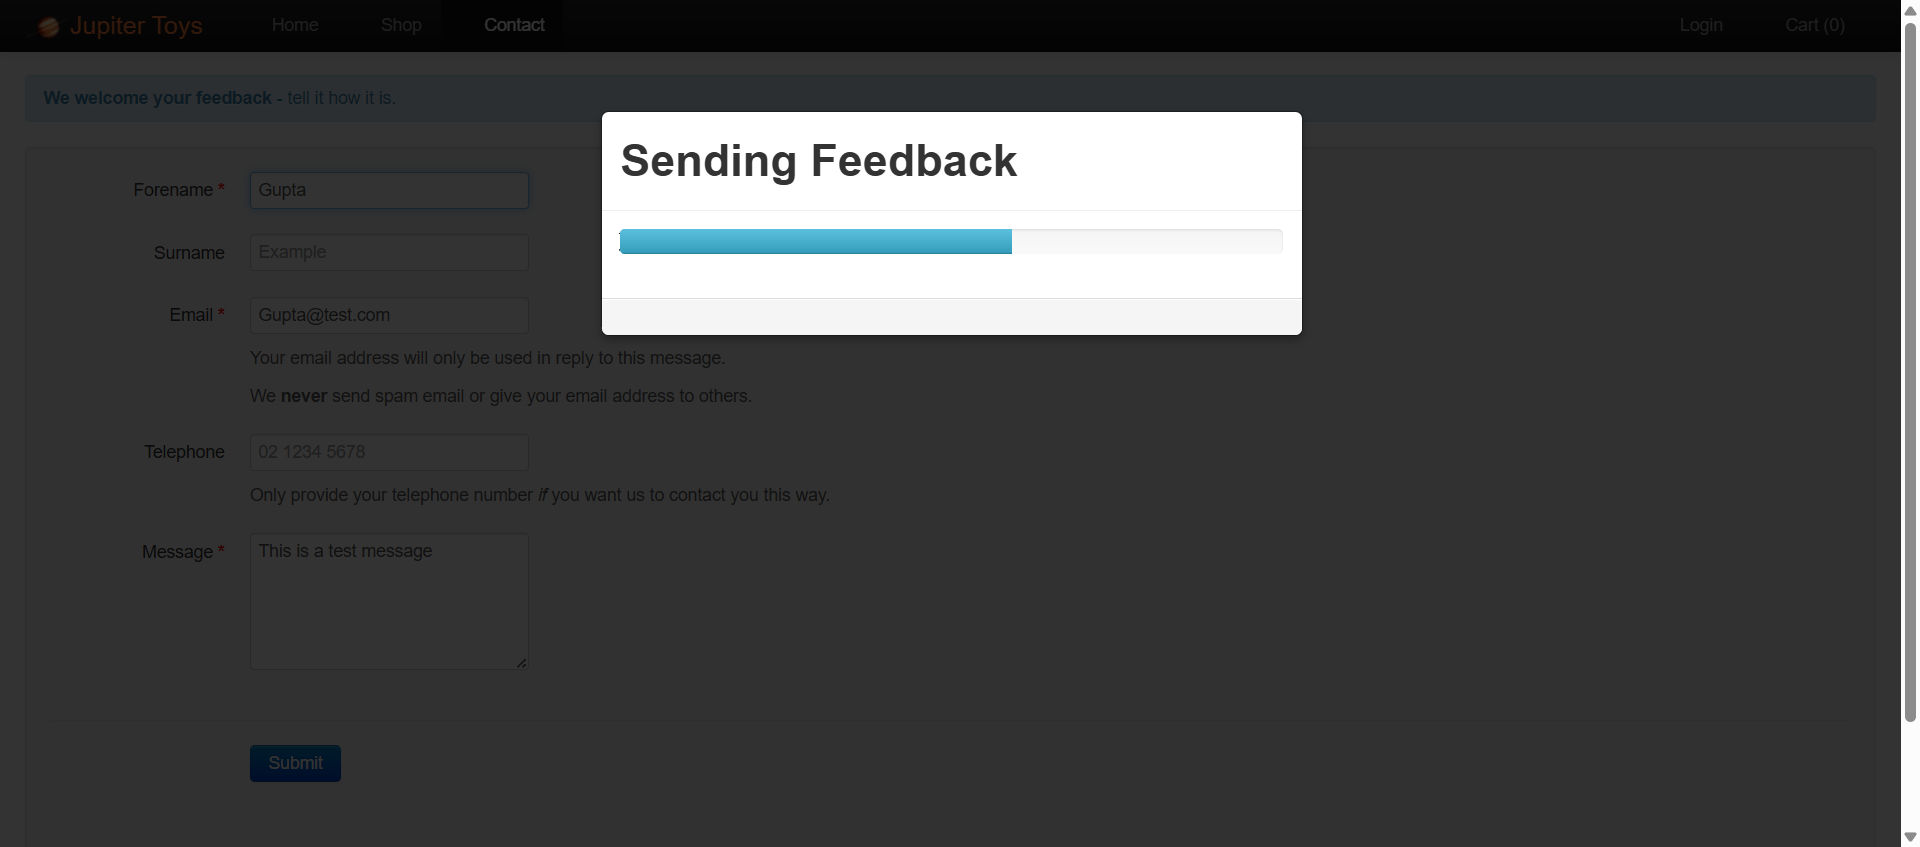 Jupiter Toys Home Shop Contact Login Cart (0)
We welcome your feedback - tell it how it is.
Sending Feedback
Forename * Gupta
Surname Example
Email * Gupta@test.com
Your email address will only be used in reply to this message.
We never send spam email or give your email address to others.
Telephone 02 1234 5678
Only provide your telephone number if you want us to contact you this way.
Message * This is a test message
Submit